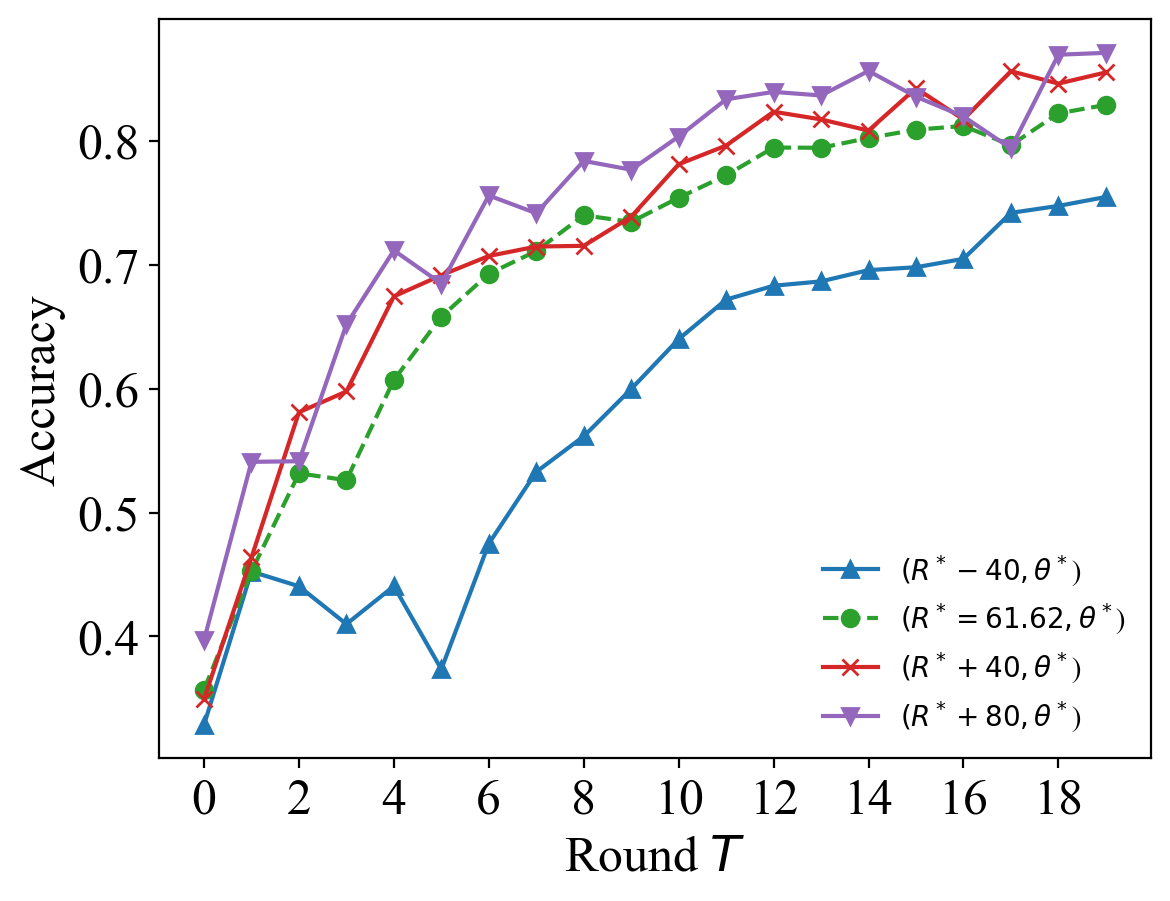 Accuracy
0.8
0.7
0.6
0.5
0.4
(R* − 40, θ*)
(R* = 61.62, θ*)
(R* + 40, θ*)
(R* + 80, θ*)
0 2 4 6 8 10 12 14 16 18
Round T